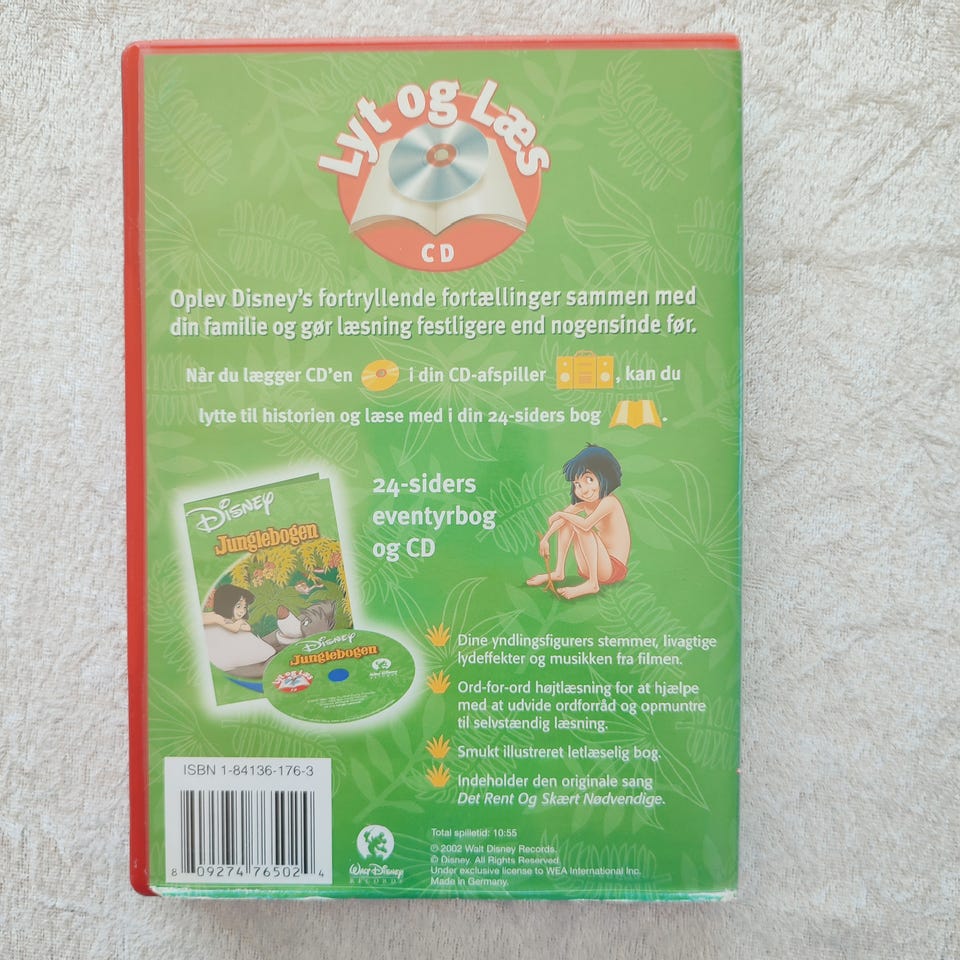 Lyt og Læs
CD
Oplev Disney's fortryllende fortællinger sammen med
din familie og gør læsning festligere end nogensinde før.
Når du lægger CD'en i din CD-afspiller , kan du
lytte til historien og læse med i din 24-siders bog .
24-siders
eventyrbog
og CD
Disney
Junglebogen
Disney
Junglebogen
Lyt og Læs
Dine yndlingsfigurers stemmer, livagtige
lydeffekter og musikken fra filmen.
Ord-for-ord højtlæsning for at hjælpe
med at udvide ordforråd og opmuntre
til selvstændig læsning.
Smukt illustreret letlæselig bog.
Indeholder den originale sang
Det Rent Og Skært Nødvendige.
ISBN 1-84136-176-3
8 09274 76502 4
Walt Disney
RECORDS
Total spilletid: 10:55
© 2002 Walt Disney Records.
© Disney. All Rights Reserved.
Under exclusive license to WEA International Inc.
Made in Germany.